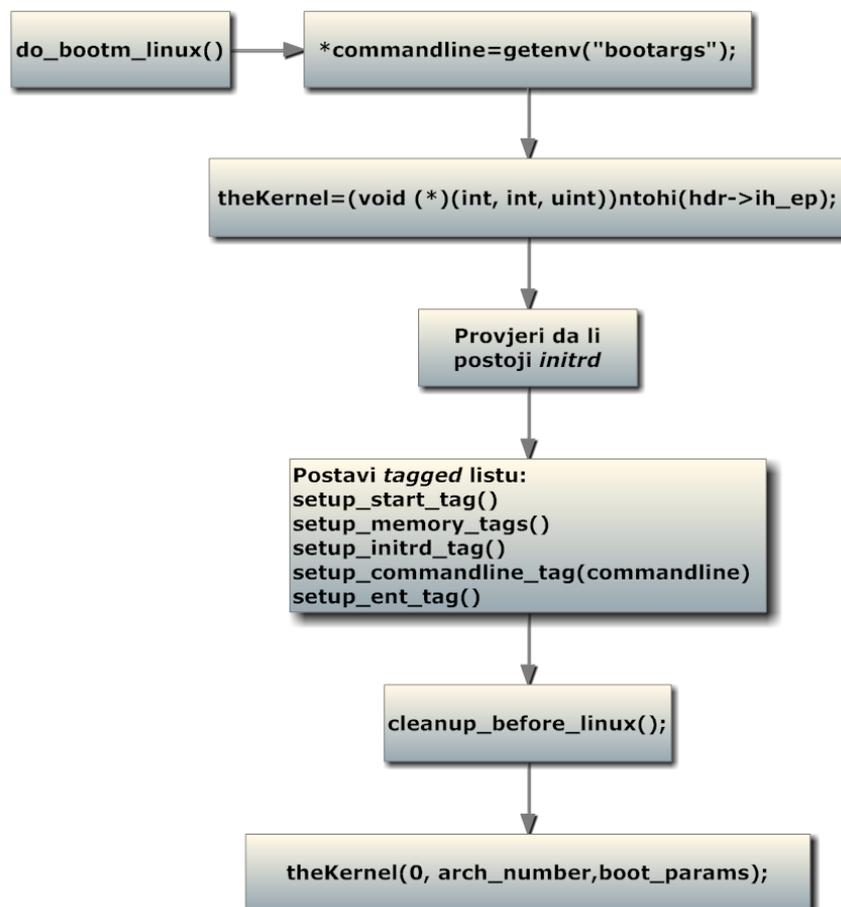 do_bootm_linux()
*commandline=getenv("bootargs");
theKernel=(void (*)(int, int, uint))ntohi(hdr->ih_ep);
Provjeri da li
postoji initrd
Postavi tagged listu:
setup_start_tag()
setup_memory_tags()
setup_initrd_tag()
setup_commandline_tag(commandline)
setup_ent_tag()
cleanup_before_linux();
theKernel(0, arch_number,boot_params);